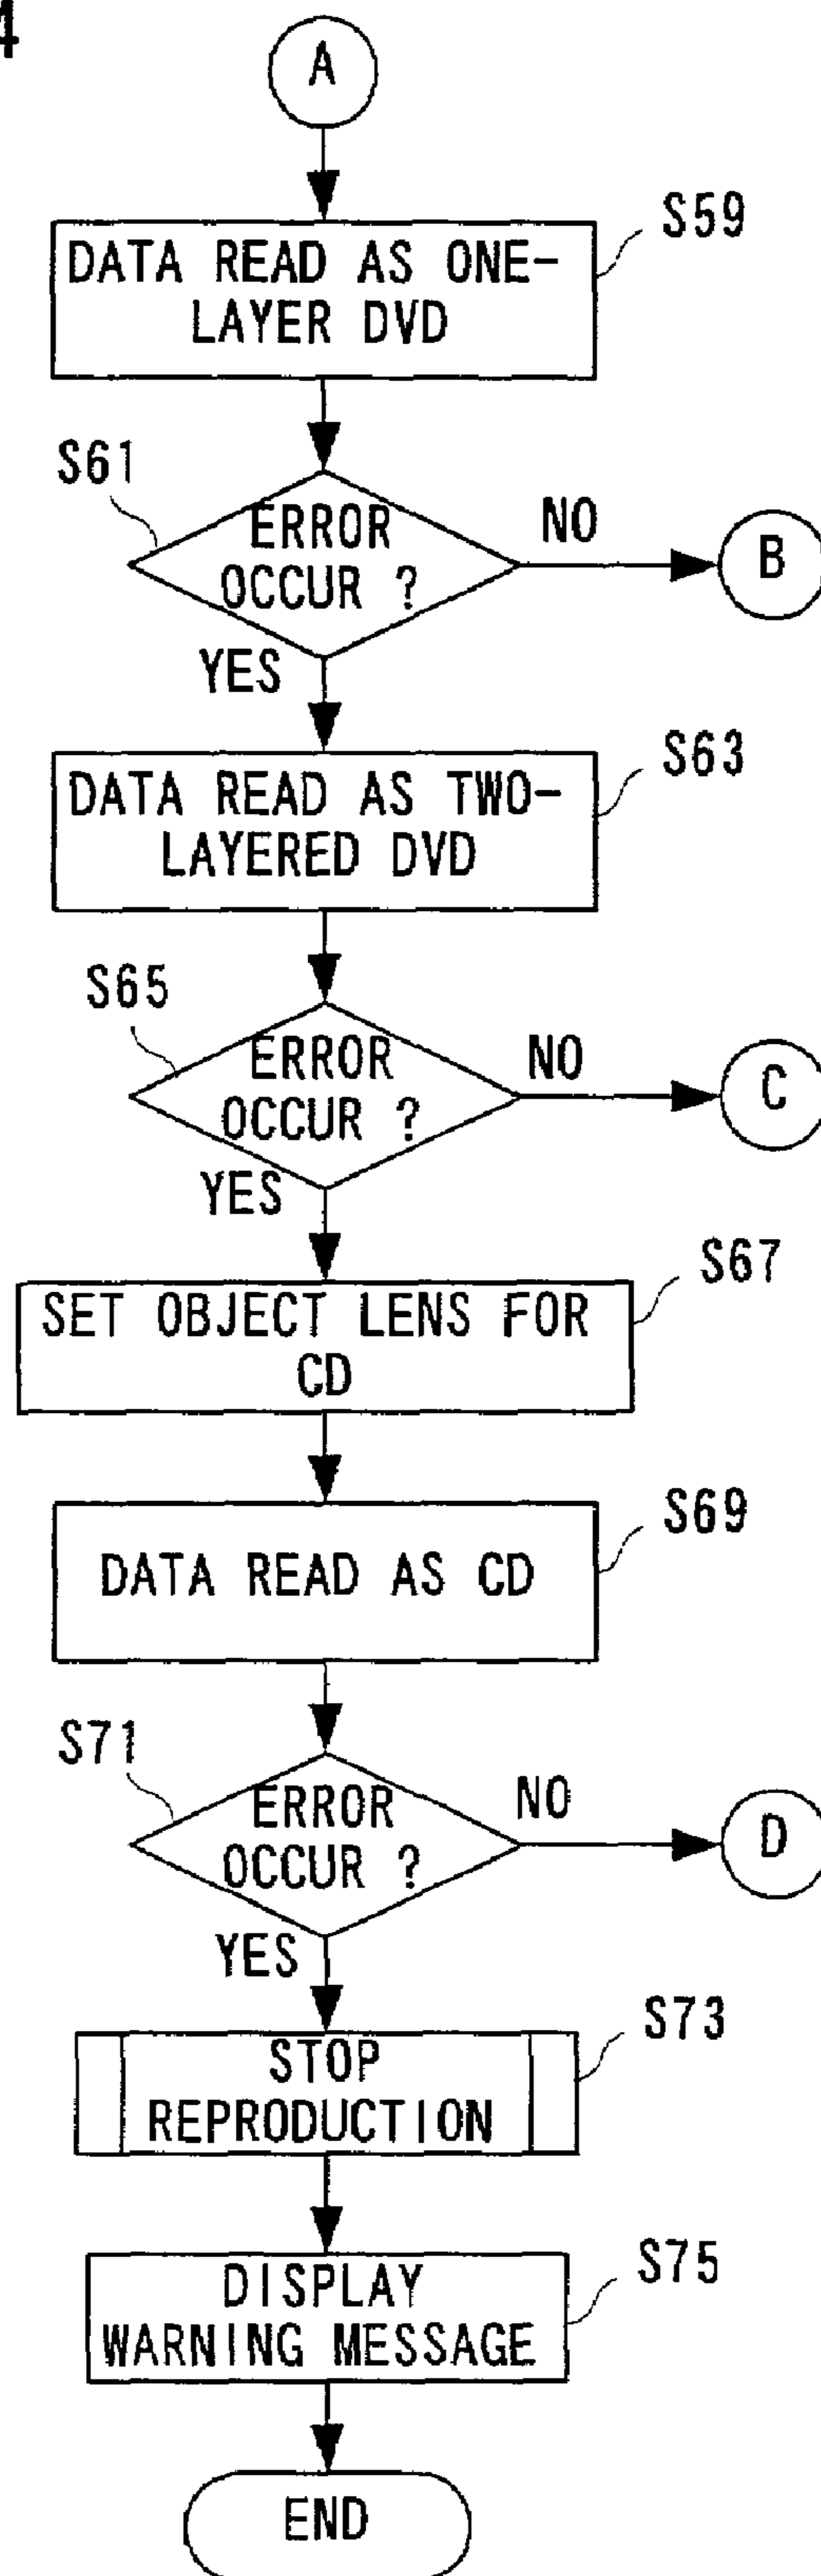 4
A
S59
DATA READ AS ONE-
LAYER DVD
S61
ERROR
OCCUR ?
NO
B
YES
S63
DATA READ AS TWO-
LAYERED DVD
S65
ERROR
OCCUR ?
NO
C
YES
S67
SET OBJECT LENS FOR
CD
S69
DATA READ AS CD
S71
ERROR
OCCUR ?
NO
D
YES
S73
STOP
REPRODUCTION
S75
DISPLAY
WARNING MESSAGE
END